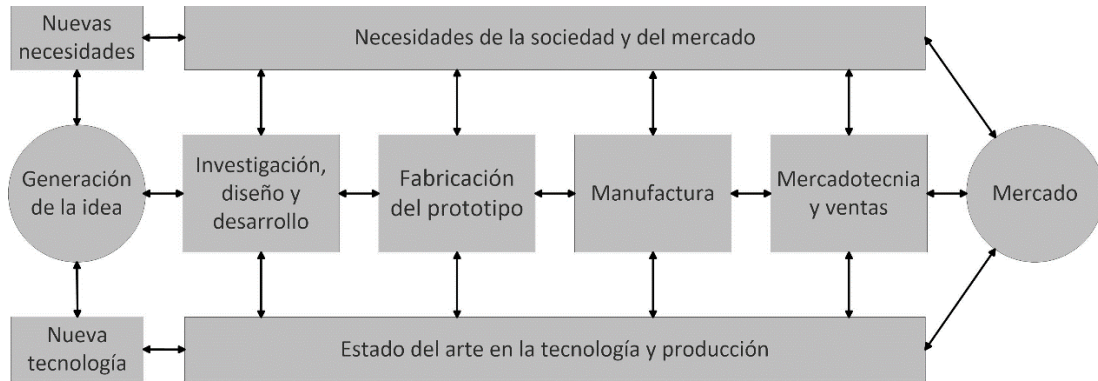 Nuevas
necesidades
Necesidades de la sociedad y del mercado
Generación
de la idea
Investigación,
diseño y
desarrollo
Fabricación
del prototipo
Manufactura
Mercadotecnia
y ventas
Mercado
Nueva
tecnología
Estado del arte en la tecnología y producción